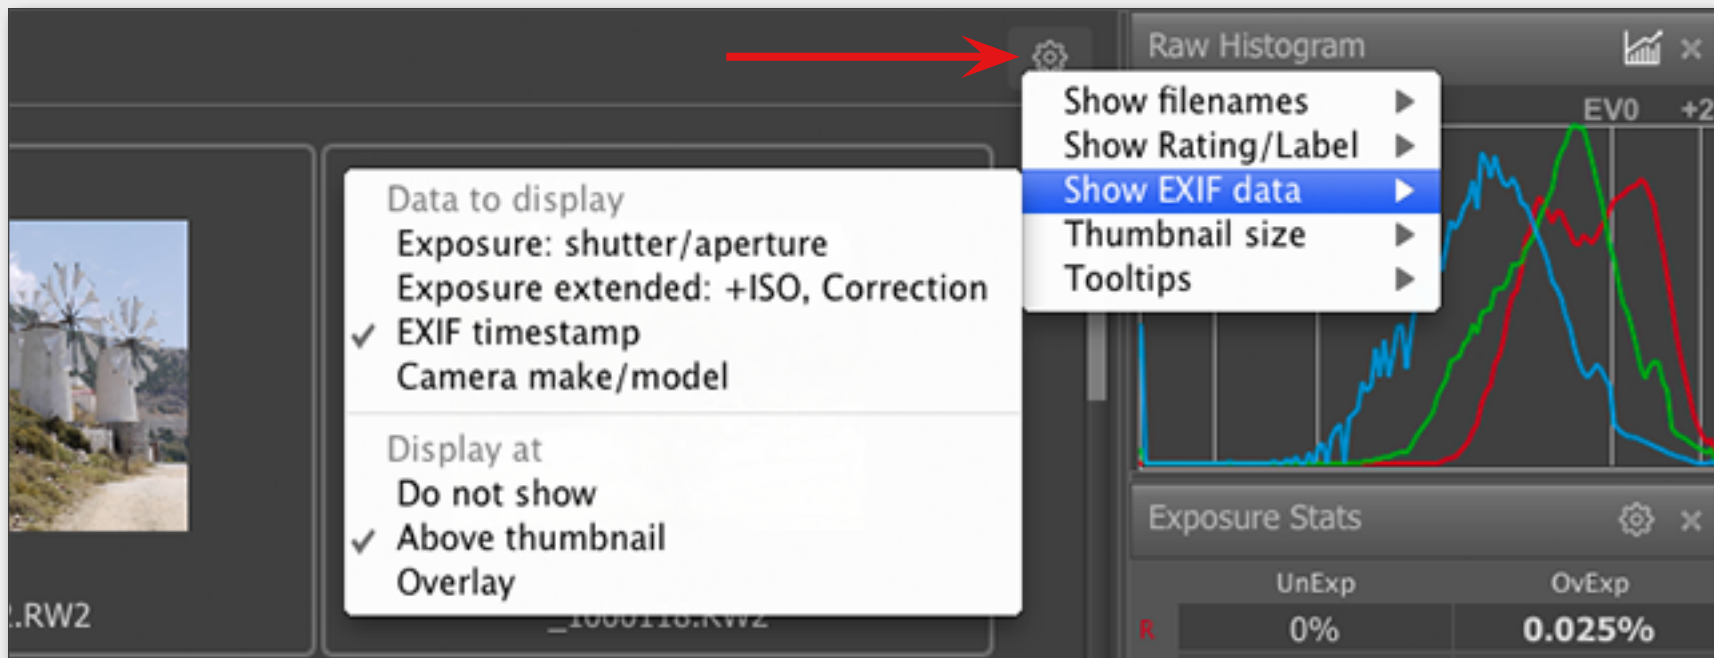 Raw Histogram
EV0 +2
Show filenames
Show Rating/Label
Show EXIF data
Thumbnail size
Tooltips
Data to display
Exposure: shutter/aperture
Exposure extended: +ISO, Correction
EXIF timestamp
Camera make/model
Display at
Do not show
Above thumbnail
Overlay
.RW2
_1000118.RW2
Exposure Stats
UnExp OvExp
R 0% 0.025%